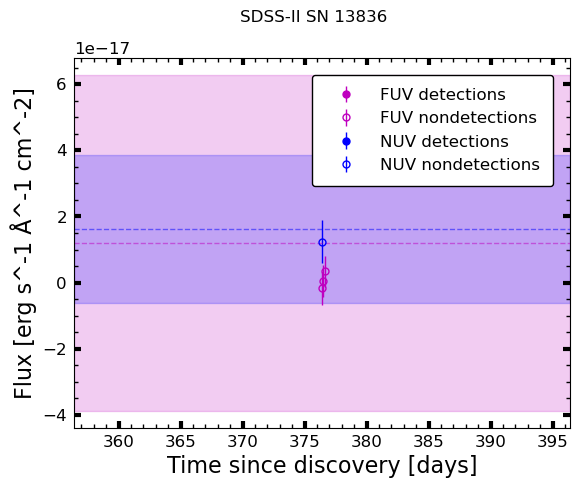 SDSS-II SN 13836
1e−17
FUV detections
FUV nondetections
NUV detections
NUV nondetections
6
4
2
0
−2
−4
Flux [erg s^-1 Å^-1 cm^-2]
360 365 370 375 380 385 390 395
Time since discovery [days]